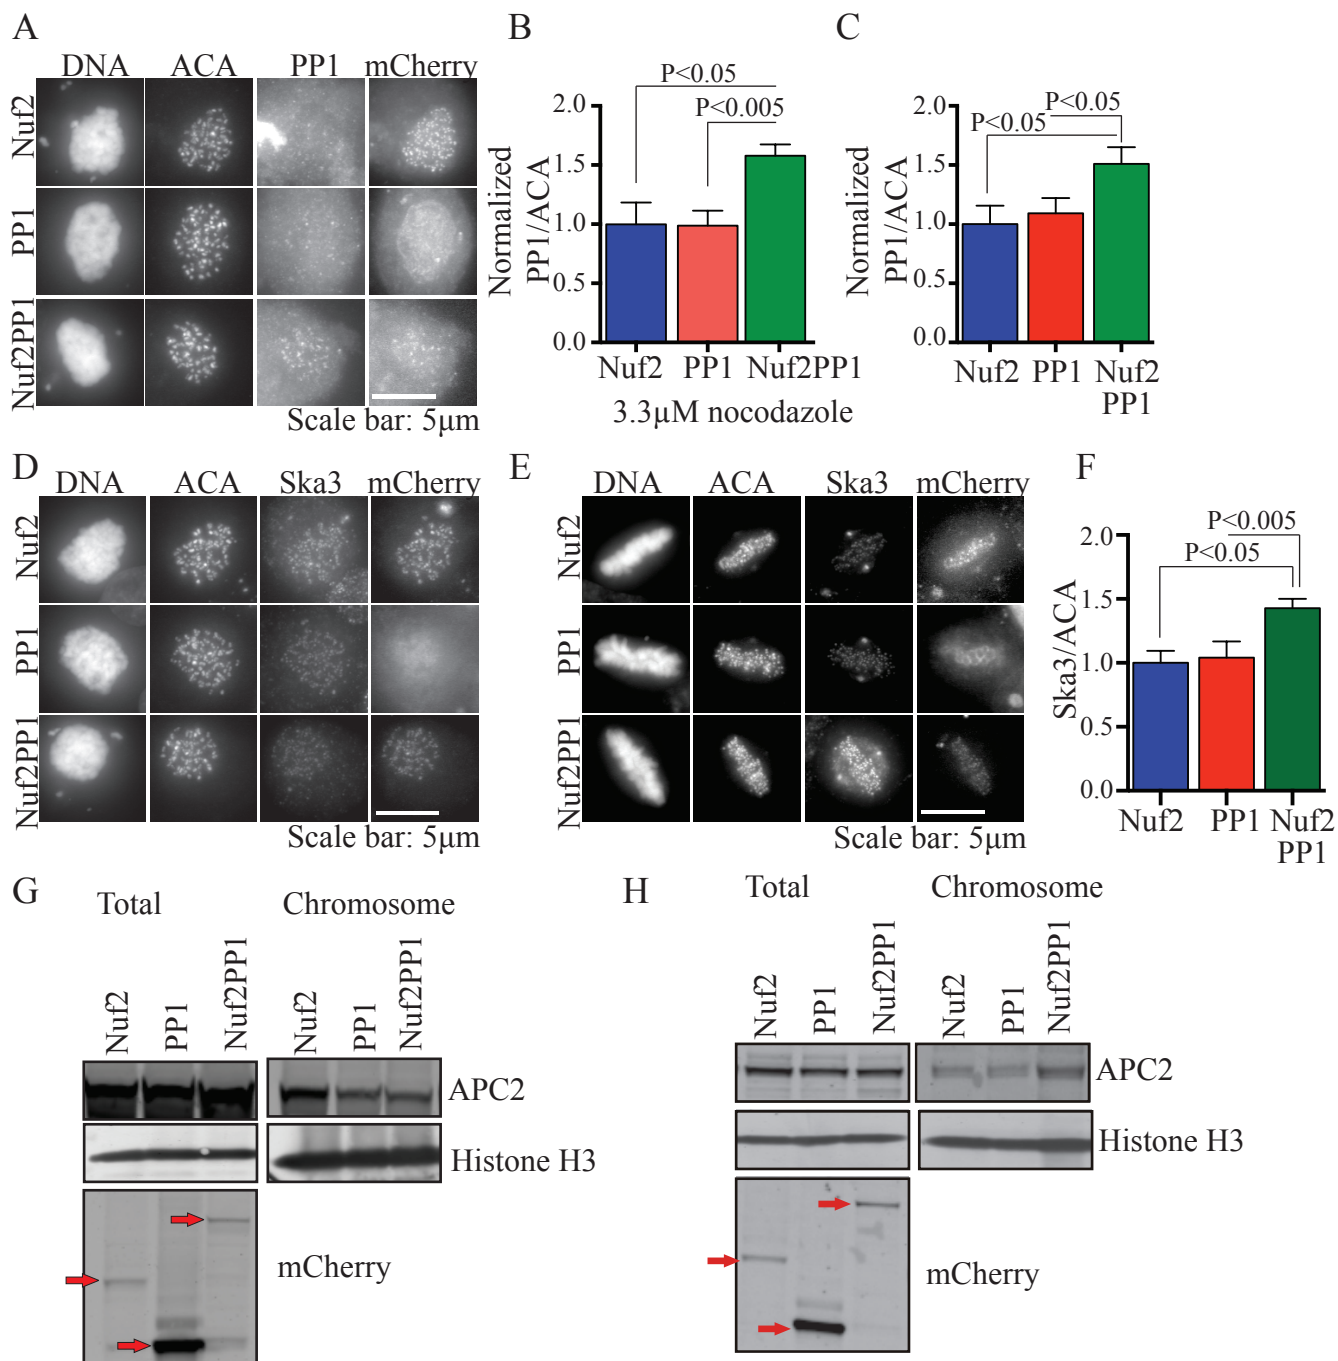 A
DNA ACA PP1 mCherry
Nuf2
PP1
Nuf2PP1
Scale bar: 5μm
B
P<0.05
P<0.005
Normalized
PP1/ACA
2.0
1.5
1.0
0.5
0.0
Nuf2 PP1 Nuf2PP1
3.3μM nocodazole
C
P<0.05
P<0.05
Normalized
PP1/ACA
2.0
1.5
1.0
0.5
0.0
Nuf2 PP1 Nuf2
PP1
D
DNA ACA Ska3 mCherry
Nuf2
PP1
Nuf2PP1
Scale bar: 5μm
E
DNA ACA Ska3 mCherry
Nuf2
PP1
Nuf2PP1
Scale bar: 5μm
F
P<0.005
P<0.05
Ska3/ACA
2.0
1.5
1.0
0.5
0.0
Nuf2 PP1 Nuf2
PP1
G
Total Chromosome
Nuf2 PP1 Nuf2PP1 Nuf2 PP1 Nuf2PP1
APC2
Histone H3
mCherry
H
Total Chromosome
Nuf2 PP1 Nuf2PP1 Nuf2 PP1 Nuf2PP1
APC2
Histone H3
mCherry